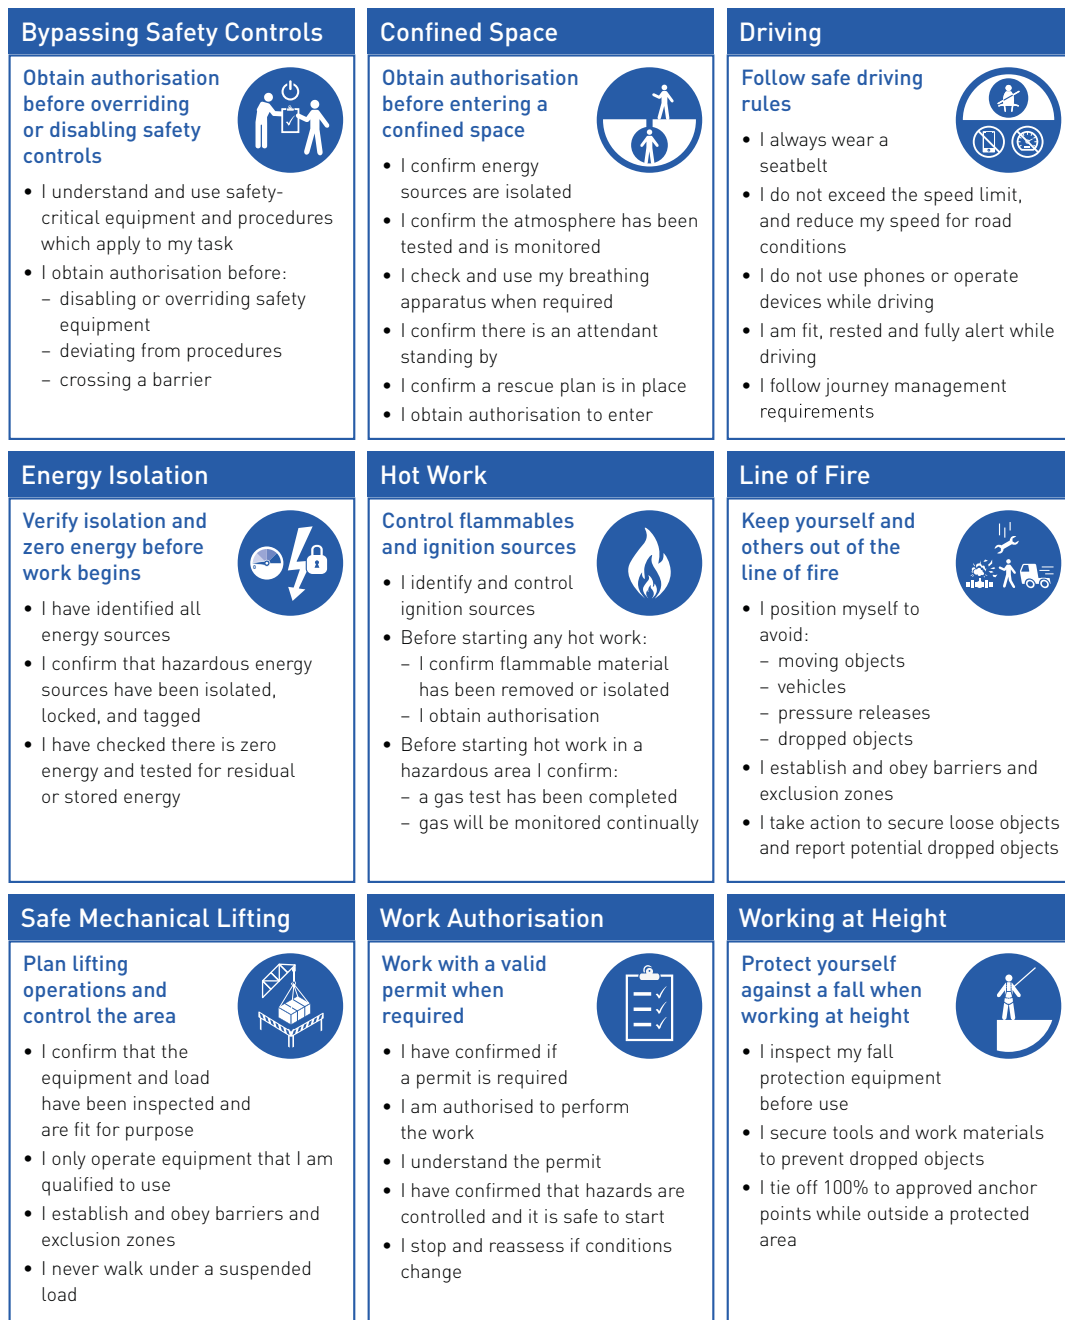 Bypassing Safety Controls
Obtain authorisation
before overriding
or disabling safety
controls
• I understand and use safety-
critical equipment and procedures
which apply to my task
• I obtain authorisation before:
– disabling or overriding safety
equipment
– deviating from procedures
– crossing a barrier
Confined Space
Obtain authorisation
before entering a
confined space
• I confirm energy
sources are isolated
• I confirm the atmosphere has been
tested and is monitored
• I check and use my breathing
apparatus when required
• I confirm there is an attendant
standing by
• I confirm a rescue plan is in place
• I obtain authorisation to enter
Driving
Follow safe driving
rules
• I always wear a
seatbelt
• I do not exceed the speed limit,
and reduce my speed for road
conditions
• I do not use phones or operate
devices while driving
• I am fit, rested and fully alert while
driving
• I follow journey management
requirements
Energy Isolation
Verify isolation and
zero energy before
work begins
• I have identified all
energy sources
• I confirm that hazardous energy
sources have been isolated,
locked, and tagged
• I have checked there is zero
energy and tested for residual
or stored energy
Hot Work
Control flammables
and ignition sources
• I identify and control
ignition sources
• Before starting any hot work:
– I confirm flammable material
has been removed or isolated
– I obtain authorisation
• Before starting hot work in a
hazardous area I confirm:
– a gas test has been completed
– gas will be monitored continually
Line of Fire
Keep yourself and
others out of the
line of fire
• I position myself to
avoid:
– moving objects
– vehicles
– pressure releases
– dropped objects
• I establish and obey barriers and
exclusion zones
• I take action to secure loose objects
and report potential dropped objects
Safe Mechanical Lifting
Plan lifting
operations and
control the area
• I confirm that the
equipment and load
have been inspected and
are fit for purpose
• I only operate equipment that I am
qualified to use
• I establish and obey barriers and
exclusion zones
• I never walk under a suspended
load
Work Authorisation
Work with a valid
permit when
required
• I have confirmed if
a permit is required
• I am authorised to perform
the work
• I understand the permit
• I have confirmed that hazards are
controlled and it is safe to start
• I stop and reassess if conditions
change
Working at Height
Protect yourself
against a fall when
working at height
• I inspect my fall
protection equipment
before use
• I secure tools and work materials
to prevent dropped objects
• I tie off 100% to approved anchor
points while outside a protected
area